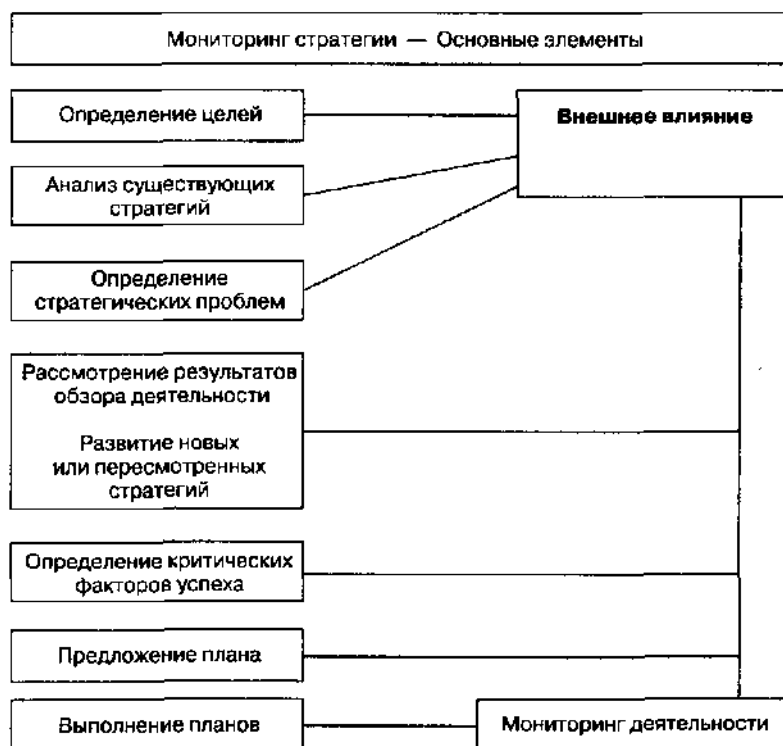 Мониторинг стратегии — Основные элементы
Определение целей
Внешнее влияние
Анализ существующих
стратегий
Определение
стратегических проблем
Рассмотрение результатов
обзора деятельности
Развитие новых
или пересмотренных
стратегий
Определение критических
факторов успеха
Предложение плана
Выполнение планов
Мониторинг деятельности